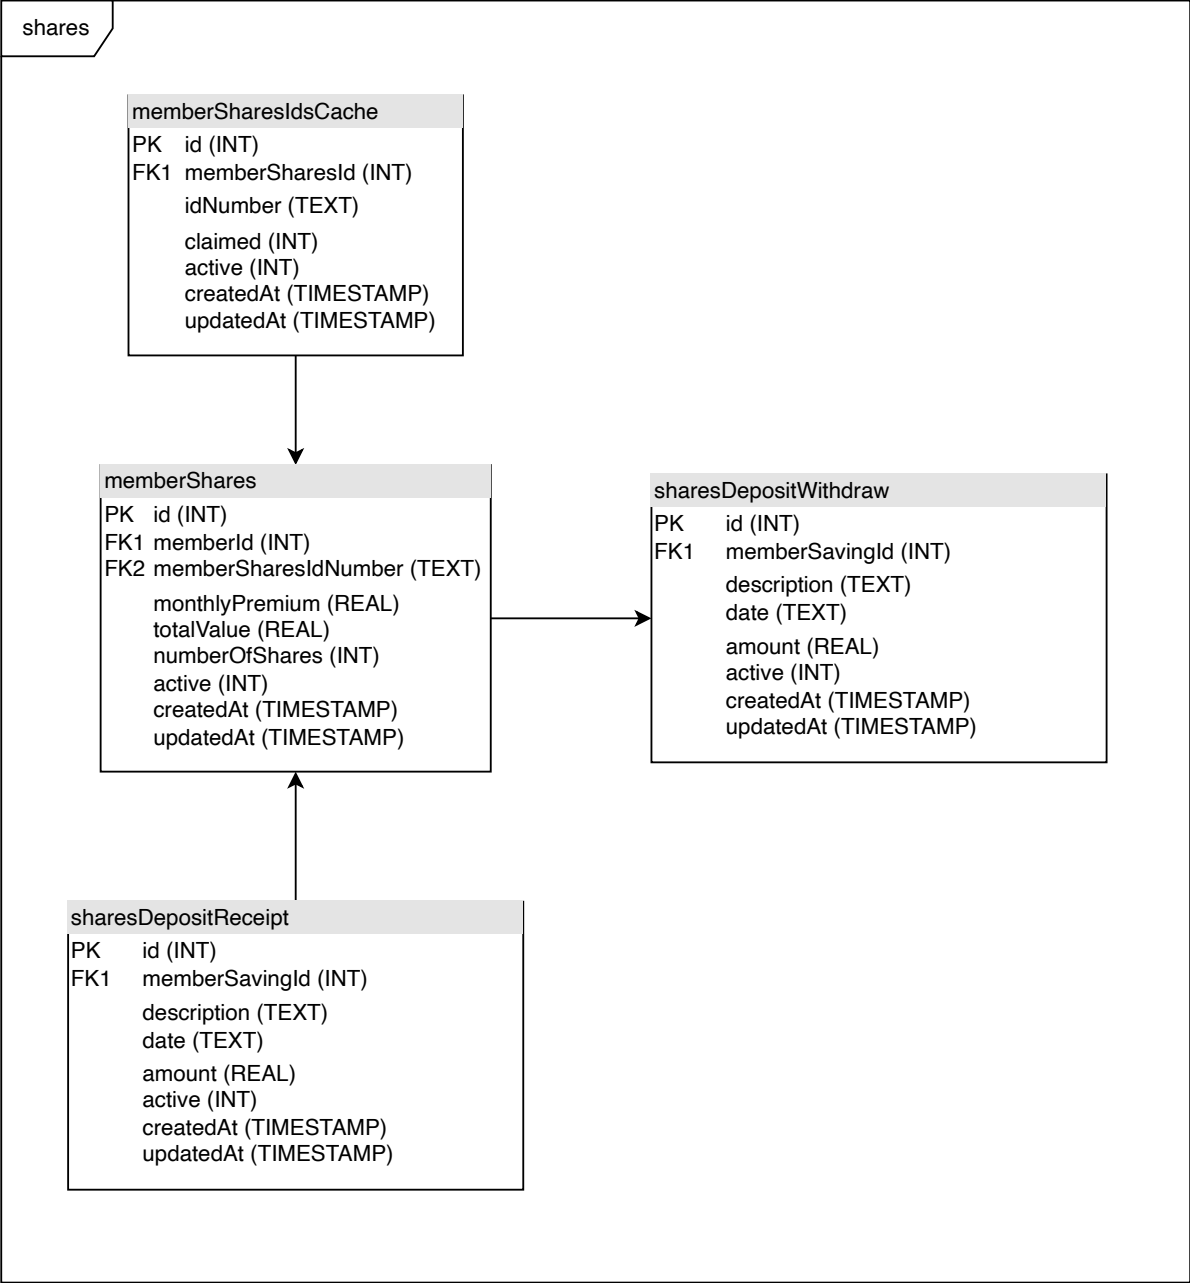 shares
memberSharesIdsCache
PK id (INT)
FK1 memberSharesId (INT)
idNumber (TEXT)
claimed (INT)
active (INT)
createdAt (TIMESTAMP)
updatedAt (TIMESTAMP)
memberShares
PK id (INT)
FK1 memberId (INT)
FK2 memberSharesIdNumber (TEXT)
monthlyPremium (REAL)
totalValue (REAL)
numberOfShares (INT)
active (INT)
createdAt (TIMESTAMP)
updatedAt (TIMESTAMP)
sharesDepositWithdraw
PK id (INT)
FK1 memberSavingId (INT)
description (TEXT)
date (TEXT)
amount (REAL)
active (INT)
createdAt (TIMESTAMP)
updatedAt (TIMESTAMP)
sharesDepositReceipt
PK id (INT)
FK1 memberSavingId (INT)
description (TEXT)
date (TEXT)
amount (REAL)
active (INT)
createdAt (TIMESTAMP)
updatedAt (TIMESTAMP)